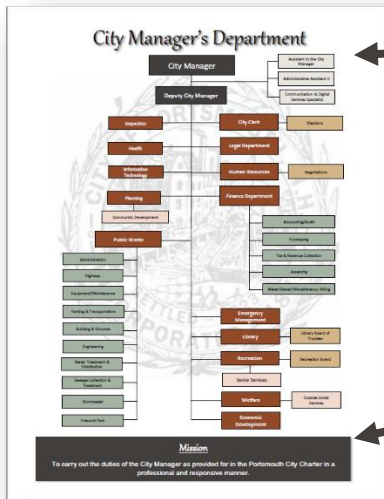 City Manager's Department
City Manager
Assistant to the City
Manager
Administrative Assistant II
Communication & Digital
Services Specialist
Deputy City Manager
Inspection
City Clerk
Elections
Health
Legal Department
Information
Technology
Human Resources
Negotiations
Planning
Finance Department
Community Development
Accounting/Audit
Public Works
Purchasing
Administration
Tax & Revenue Collection
Highway
Assessing
Equipment Maintenance
Water/Sewer/Miscellaneous Billing
Parking & Transportation
Emergency
Management
Building & Grounds
Library
Library Board of
Trustees
Engineering
Recreation
Recreation Board
Water Treatment &
Distribution
Senior Services
Sewage Collection &
Treatment
Welfare
Outside Social
Services
Stormwater
Economic
Development
Prescott Park
Mission
To carry out the duties of the City Manager as provided for in the Portsmouth City Charter in a
professional and responsive manner.